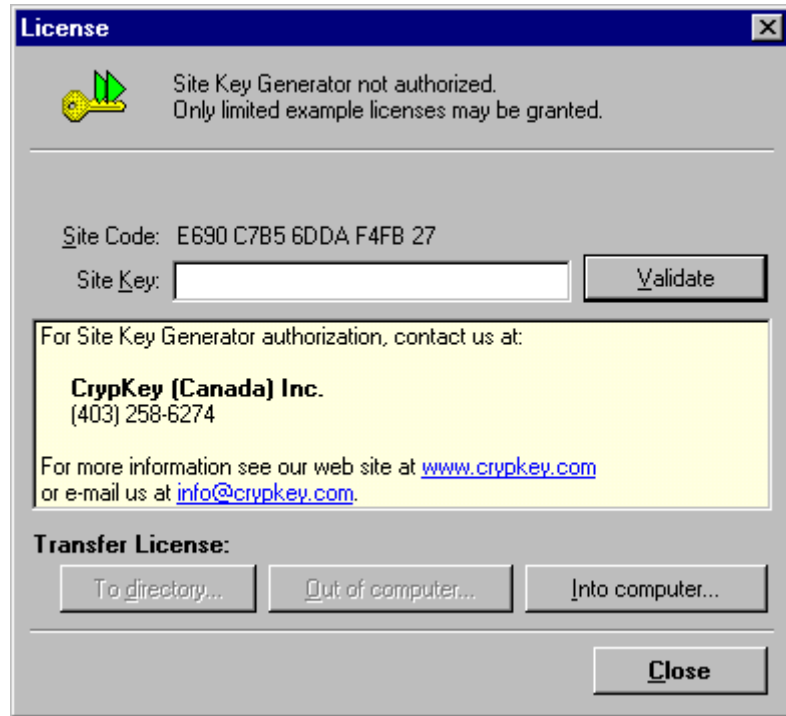 License
Site Key Generator not authorized.
Only limited example licenses may be granted.
Site Code: E690 C7B5 6DDA F4FB 27
Site Key:
Validate
For Site Key Generator authorization, contact us at:
CrypKey (Canada) Inc.
(403) 258-6274
For more information see our web site at www.crypkey.com
or e-mail us at info@crypkey.com.
Transfer License:
To directory... Out of computer... Into computer...
Close